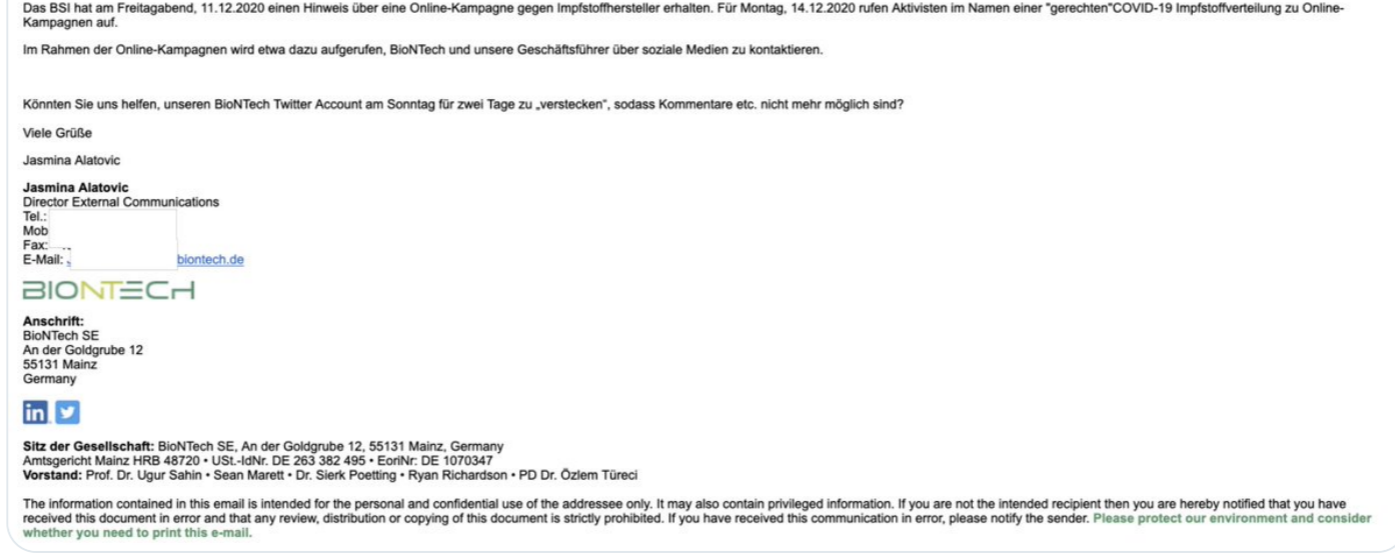 Das BSI hat am Freitagabend, 11.12.2020 einen Hinweis über eine Online-Kampagne gegen Impfstoffhersteller erhalten. Für Montag, 14.12.2020 rufen Aktivisten im Namen einer "gerechten"COVID-19 Impfstoffverteilung zu Online-
Kampagnen auf.
Im Rahmen der Online-Kampagnen wird etwa dazu aufgerufen, BioNTech und unsere Geschäftsführer über soziale Medien zu kontaktieren.
Könnten Sie uns helfen, unseren BioNTech Twitter Account am Sonntag für zwei Tage zu „verstecken“, sodass Kommentare etc. nicht mehr möglich sind?
Viele Grüße
Jasmina Alatovic
Jasmina Alatovic
Director External Communications
Tel.:
Mob
Fax:
E-Mail: biontech.de
BIONTECH
Anschrift:
BioNTech SE
An der Goldgrube 12
55131 Mainz
Germany
in
Sitz der Gesellschaft: BioNTech SE, An der Goldgrube 12, 55131 Mainz, Germany
Amtsgericht Mainz HRB 48720 • USt.-IdNr. DE 263 382 495 • EoriNr: DE 1070347
Vorstand: Prof. Dr. Ugur Sahin • Sean Marett • Dr. Sierk Poetting • Ryan Richardson • PD Dr. Özlem Türeci
The information contained in this email is intended for the personal and confidential use of the addressee only. It may also contain privileged information. If you are not the intended recipient then you are hereby notified that you have
received this document in error and that any review, distribution or copying of this document is strictly prohibited. If you have received this communication in error, please notify the sender. Please protect our environment and consider
whether you need to print this e-mail.